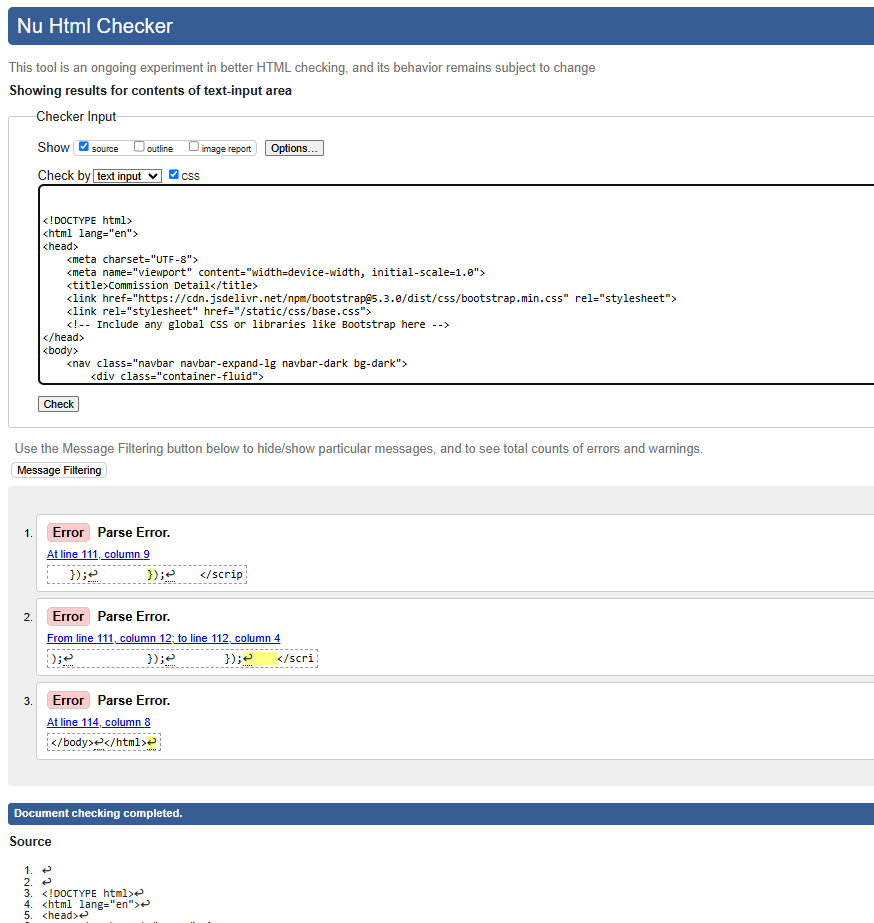 Nu Html Checker
This tool is an ongoing experiment in better HTML checking, and its behavior remains subject to change
Showing results for contents of text-input area
Checker Input
Show source outline image report Options...
Check by text input css
<!DOCTYPE html>
<html lang="en">
<head>
    <meta charset="UTF-8">
    <meta name="viewport" content="width=device-width, initial-scale=1.0">
    <title>Commission Detail</title>
    <link href="https://cdn.jsdelivr.net/npm/bootstrap@5.3.0/dist/css/bootstrap.min.css" rel="stylesheet">
    <link rel="stylesheet" href="/static/css/base.css">
    <!-- Include any global CSS or libraries like Bootstrap here -->
</head>
<body>
    <nav class="navbar navbar-expand-lg navbar-dark bg-dark">
        <div class="container-fluid">
Check
Use the Message Filtering button below to hide/show particular messages, and to see total counts of errors and warnings.
Message Filtering
1. Error Parse Error.
At line 111, column 9
});↩ });↩ </scrip
2. Error Parse Error.
From line 111, column 12; to line 112, column 4
);↩ });↩ });↩ </scri
3. Error Parse Error.
At line 114, column 8
</body>↩</html>↩
Document checking completed.
Source
1. ↩
2. ↩
3. <!DOCTYPE html>↩
4. <html lang="en">↩
5. <head>↩